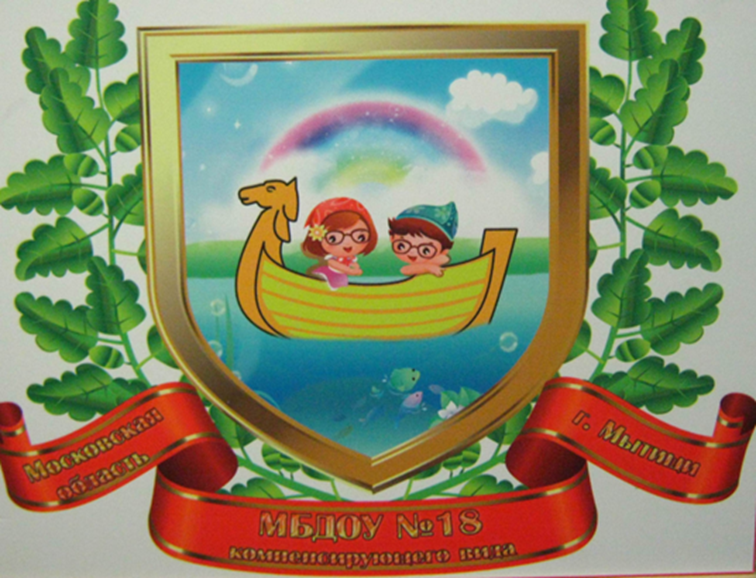 Московская
область
МБДОУ №18
компенсирующего вида
г. Мытищи